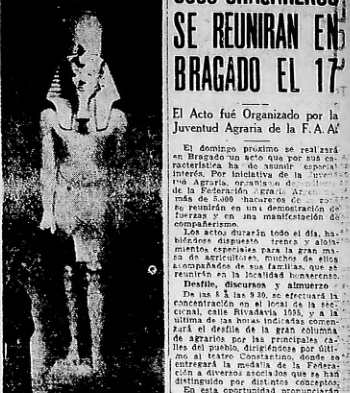 SE REUNIRAN EN
BRAGADO EL 17
El Acto fué Organizado por la
Juventud Agraria de la F. A. A.
El domingo próximo se realizará
en Bragado un acto que por sus ca-
racterística ha de asumir especial
interés. Por iniciativa de la
Agraria, organismo
de la Federación Agraria
más de 5.000 chacareros de
se reunirán en una demostración de
fuerzas y en una manifestación de
compañerismo.
Los actos durarán todo el día, ha-
biéndose dispuesto trenes y aloja-
mientos especiales para la gran ma-
sa de agricultores, muchos de ellos
acompañados de sus familias, que se
reunirán en la localidad bonaerense.
Desfile, discursos y almuerzo
De las 8 a las 9.30, se efectuará la
concentración en el local de la sec-
cional, calle Rivadavia 1095, y a la
última de las horas indicadas comen-
zará el desfile de la gran columna
de agrarios por las principales ca-
lles del pueblo, dirigiéndose por últi-
mo al teatro Constantino, donde se
entregará la medalla de la Federa-
ción a diversos asociados que se han
distinguido por distintos conceptos.
En esta oportunidad pronunciarán